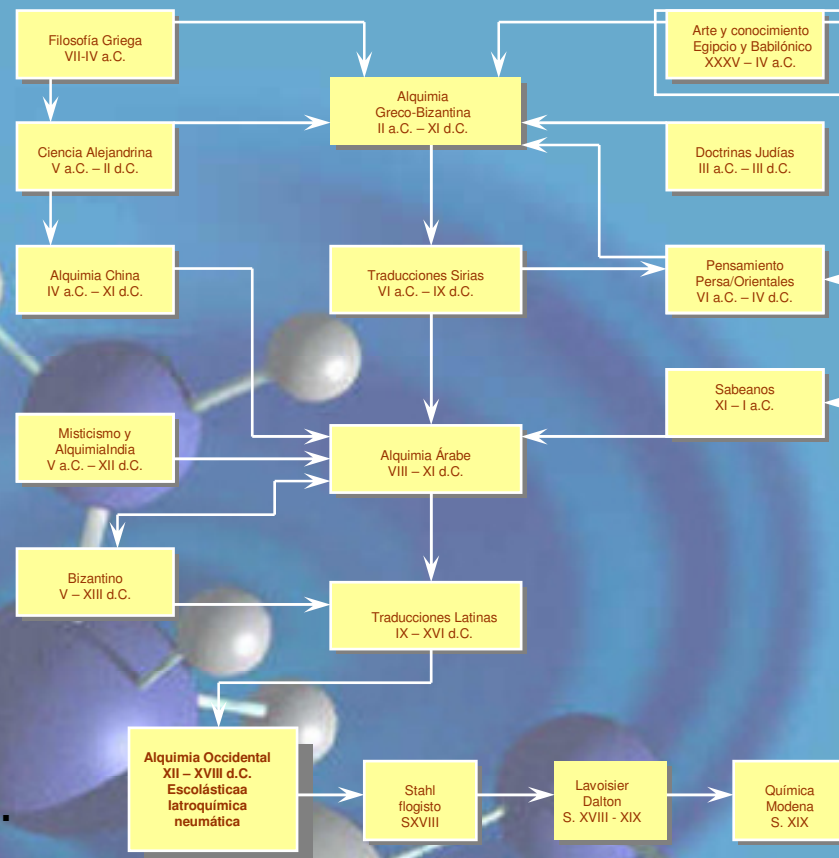 Filosofía Griega
VII-IV a.C.
Arte y conocimiento
Egipcio y Babilónico
XXXV – IV a.C.
Alquimia
Greco-Bizantina
II a.C. – XI d.C.
Ciencia Alejandrina
V a.C. – II d.C.
Doctrinas Judías
III a.C. – III d.C.
Alquimia China
IV a.C. – XI d.C.
Traducciones Sirias
VI a.C. – IX d.C.
Pensamiento
Persa/Orientales
VI a.C. – IV d.C.
Sabeanos
XI – I a.C.
Misticismo y
AlquimiaIndia
V a.C. – XII d.C.
Alquimia Árabe
VIII – XI d.C.
Bizantino
V – XIII d.C.
Traducciones Latinas
IX – XVI d.C.
Alquimia Occidental
XII – XVIII d.C.
Escolásticaa
Iatroquímica
neumática
.
Stahl
flogisto
SXVIII
Lavoisier
Dalton
S. XVIII - XIX
Química
Modena
S. XIX